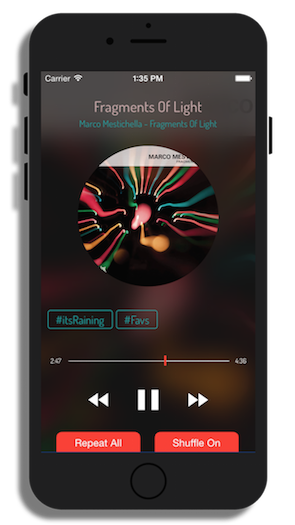 Carrier 1:35 PM
Fragments Of Light
Marco Mestichella - Fragments Of Light
MARCO MEST
#itsRaining #Favs
2:47 4:36
Repeat All Shuffle On